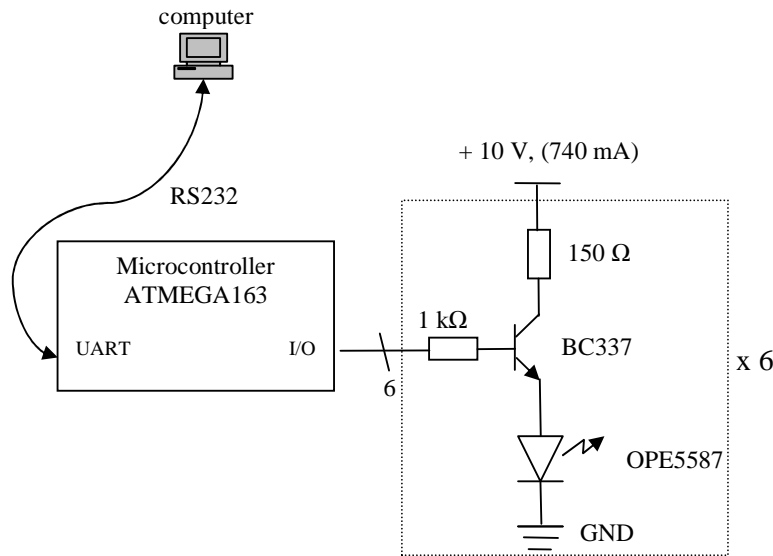 computer
+ 10 V, (740 mA)
RS232
150 Ω
Microcontroller
ATMEGA163
1 kΩ
UART
I/O
BC337
6
x 6
OPE5587
GND